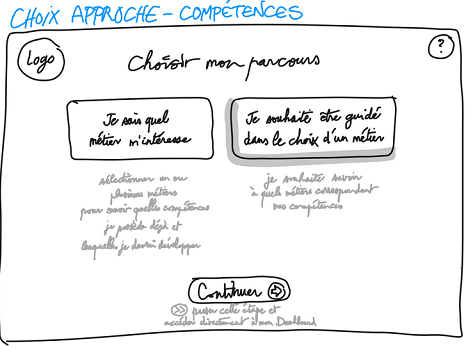 CHOIX APPROCHE - COMPÉTENCES
Logo
?
Choisir mon parcours
Je sais quel
métier m'intéresse
Je souhaite être guidé
dans le choix d'un métier
sélectionner un ou
plusieurs métiers
pour savoir quelles compétences
je possède déjà et
lesquelles je devrai développer
je souhaite savoir
à quels métiers correspondent
mes compétences
Continuer
passer cette étape et
accéder directement à mon Dashboard